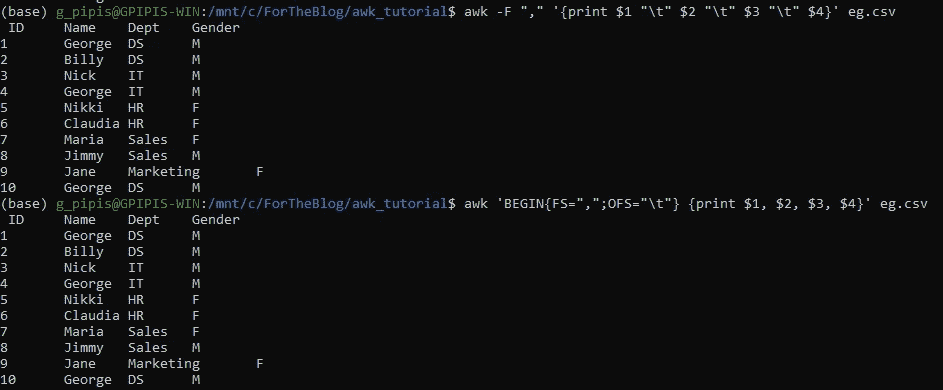 (base) g_pipis@GPIPIS-WIN:/mnt/c/ForTheBlog/awk_tutorial$ awk -F "," '{print $1 "\t" $2 "\t" $3 "\t" $4}' eg.csv
ID Name Dept Gender
1 George DS M
2 Billy DS M
3 Nick IT M
4 George IT M
5 Nikki HR F
6 Claudia HR F
7 Maria Sales F
8 Jimmy Sales M
9 Jane Marketing F
10 George DS M
(base) g_pipis@GPIPIS-WIN:/mnt/c/ForTheBlog/awk_tutorial$ awk 'BEGIN{FS=",";OFS="\t"} {print $1, $2, $3, $4}' eg.csv
ID Name Dept Gender
1 George DS M
2 Billy DS M
3 Nick IT M
4 George IT M
5 Nikki HR F
6 Claudia HR F
7 Maria Sales F
8 Jimmy Sales M
9 Jane Marketing F
10 George DS M